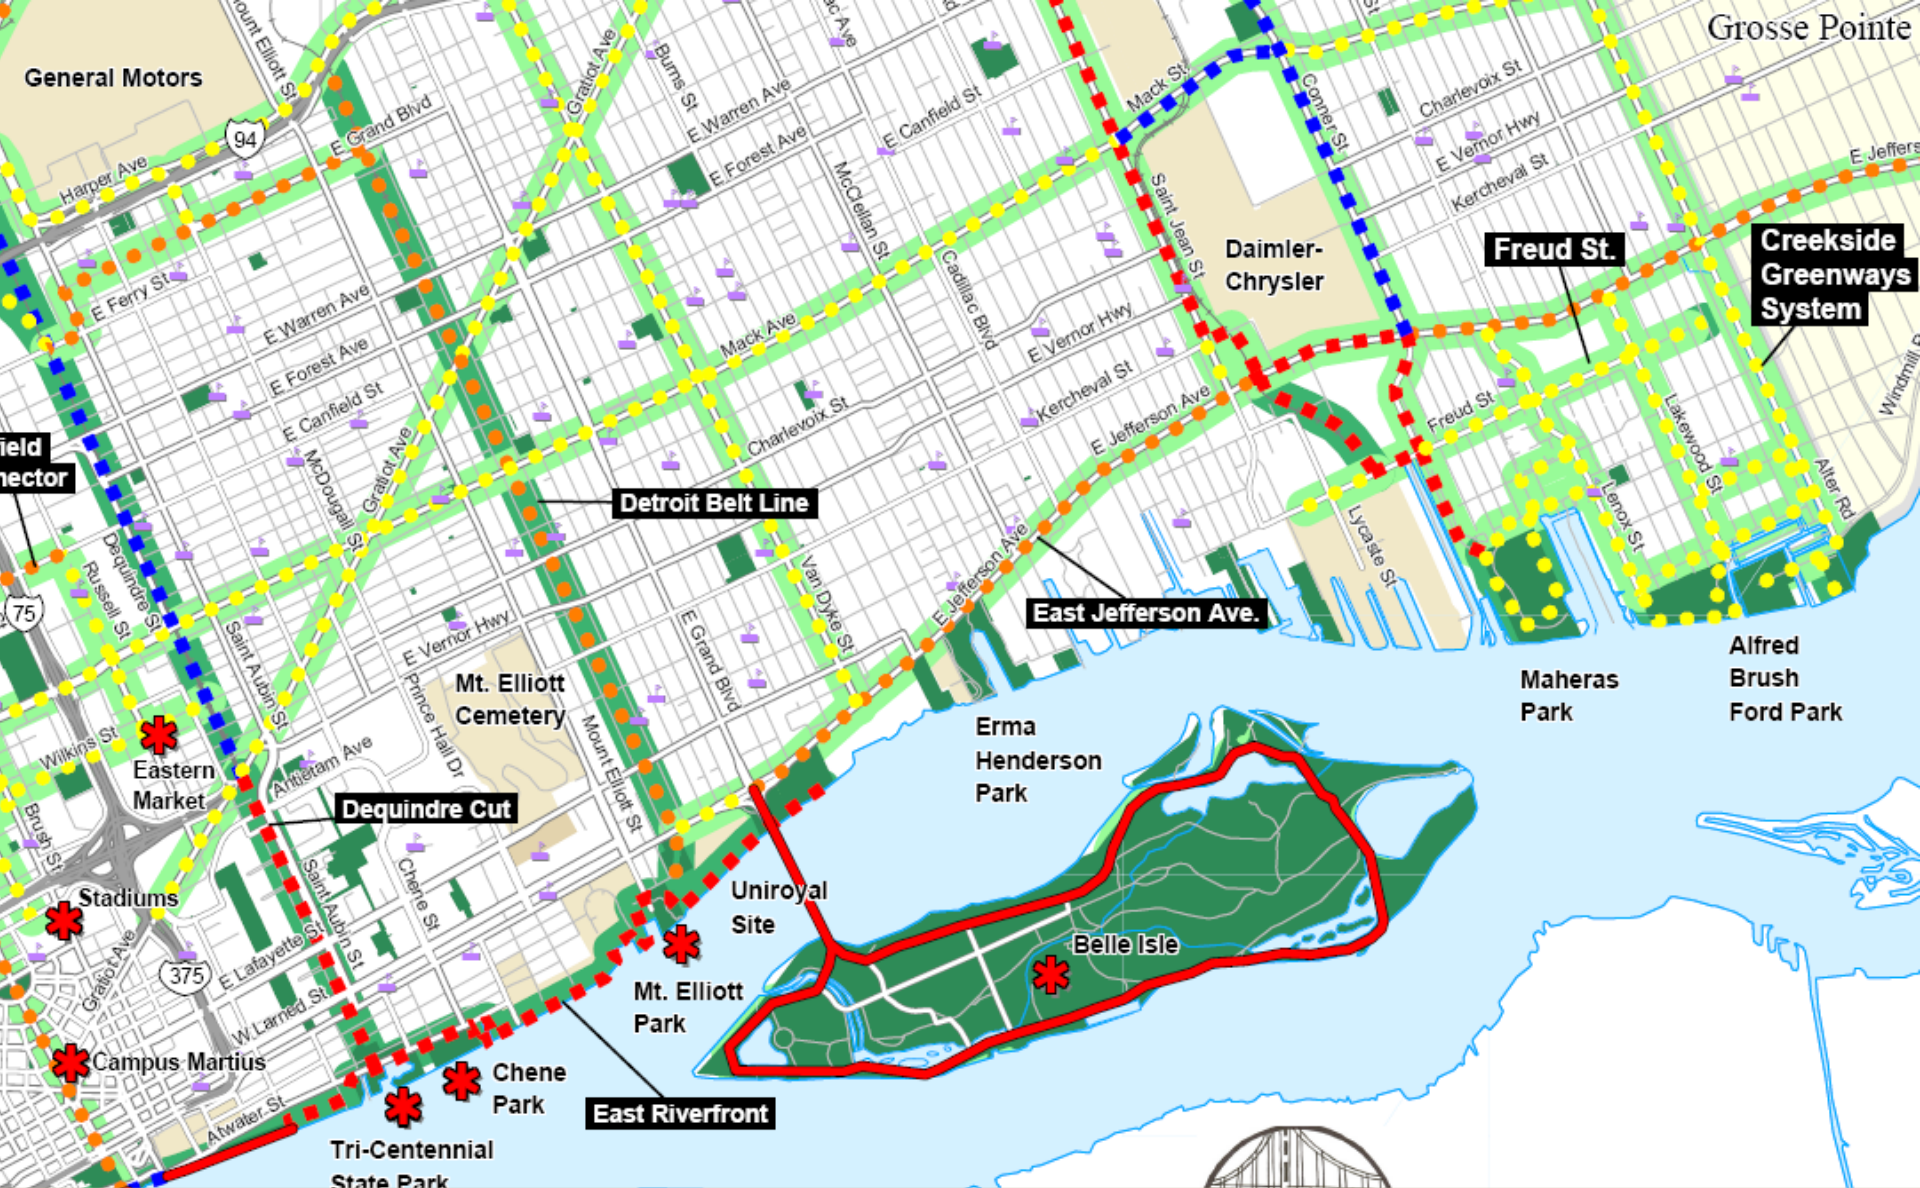 Grosse Pointe
General Motors
Mount Elliott St
Gratiot Ave
Burns St
E Warren Ave
E Canfield St
Mack St
Conner St
Charlevoix St
E Vernor Hwy
Kercheval St
94
E Grand Blvd
Harper Ave
E Forest Ave
McClellan St
Saint Jean St
Daimler-
Chrysler
Freud St.
Creekside
Greenways
System
E Ferry St
E Warren Ave
E Forest Ave
E Canfield St
Mack Ave
Cadillac Blvd
E Vernor Hwy
Kercheval St
Charlevoix St
E Jefferson Ave
Freud St
Lakewood St
Alter Rd
McDougall St
Gratiot Ave
Detroit Belt Line
Lycaste St
Lenox St
75
Russell St
Dequindre St
Saint Aubin St
E Vernor Hwy
Van Dyke St
E Jefferson Ave
East Jefferson Ave.
Mt. Elliott
Cemetery
Prince Hall Dr
E Grand Blvd
Mount Elliott St
Erma
Henderson
Park
Maheras
Park
Alfred
Brush
Ford Park
Wilkins St
Eastern
Market
Antietam Ave
Dequindre Cut
Brush St
Stadiums
Chene St
Saint Aubin St
E Lafayette St
Gratiot Ave
375
W Larned St
Uniroyal
Site
Belle Isle
Mt. Elliott
Park
Campus Martius
Chene
Park
East Riverfront
Atwater St
Tri-Centennial
State Park